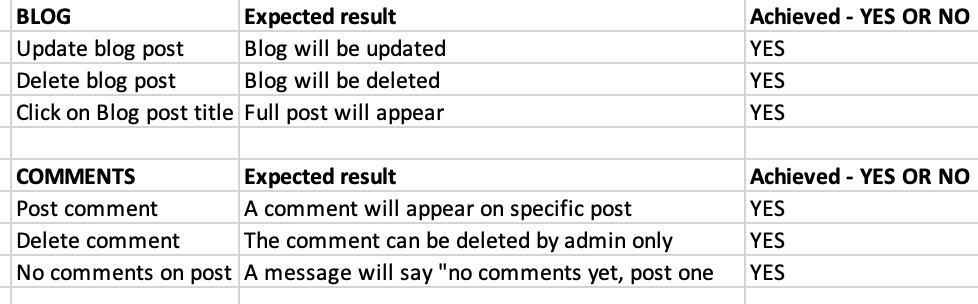 BLOG Expected result Achieved - YES OR NO
Update blog post Blog will be updated YES
Delete blog post Blog will be deleted YES
Click on Blog post title Full post will appear YES
COMMENTS Expected result Achieved - YES OR NO
Post comment A comment will appear on specific post YES
Delete comment The comment can be deleted by admin only YES
No comments on post A message will say "no comments yet, post one YES